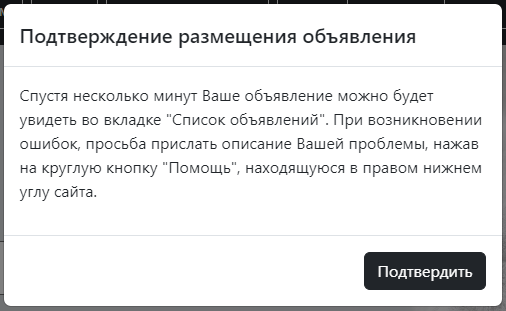 Подтверждение размещения объявления
Спустя несколько минут Ваше объявление можно будет
увидеть во вкладке "Список объявлений". При возникновении
ошибок, просьба прислать описание Вашей проблемы, нажав
на круглую кнопку "Помощь", находящуюся в правом нижнем
углу сайта.
Подтвердить